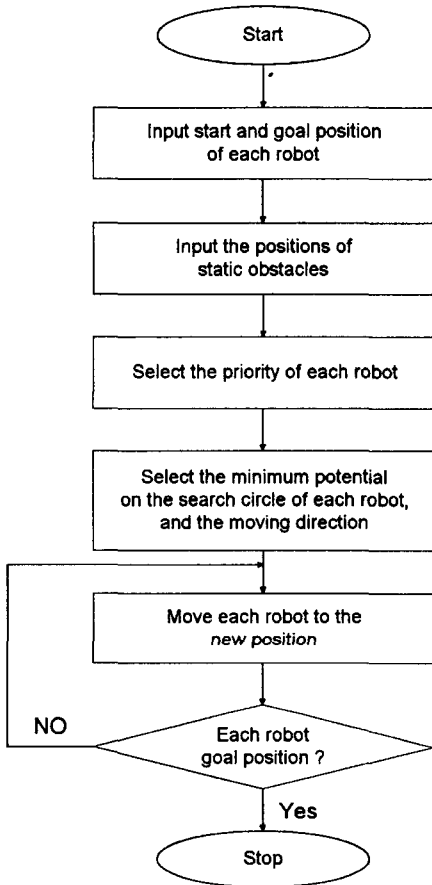 Start
Input start and goal position
of each robot
Input the positions of
static obstacles
Select the priority of each robot
Select the minimum potential
on the search circle of each robot,
and the moving direction
Move each robot to the
new position
NO
Each robot
goal position ?
Yes
Stop